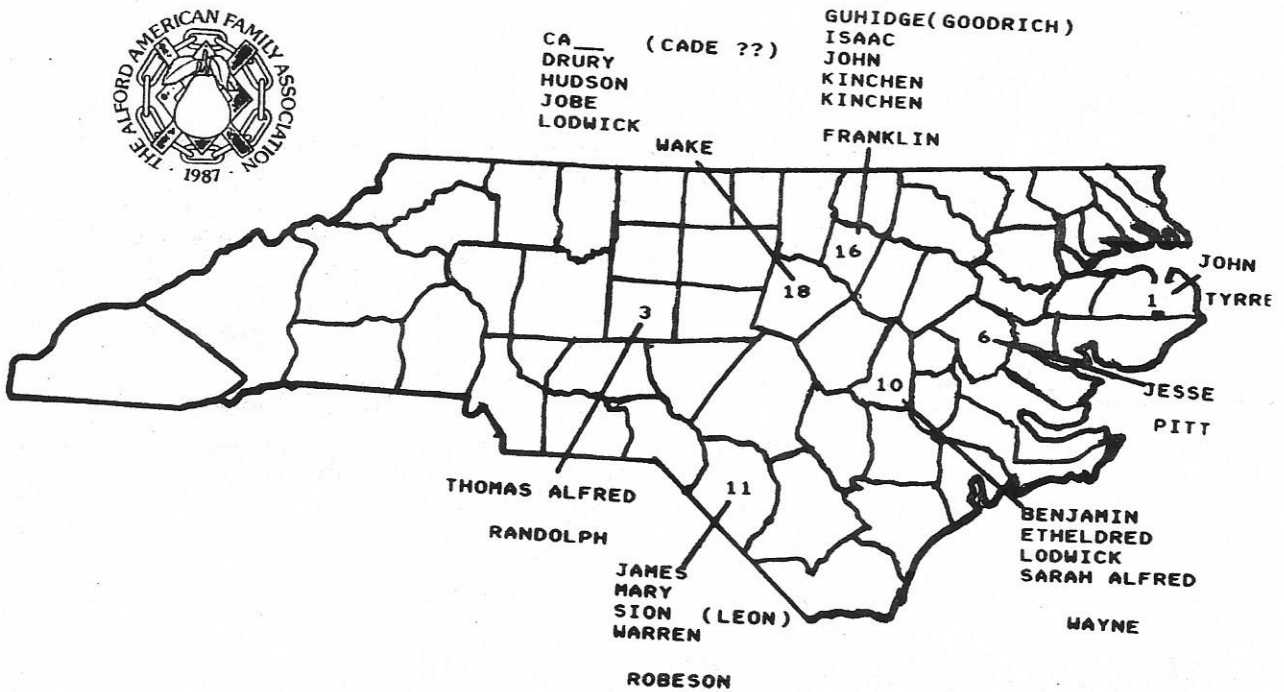 THE ALFORD AMERICAN FAMILY ASSOCIATION
· 1987 ·
CA__ (CADE ??)
DRURY
HUDSON
JOBE
LODWICK
WAKE
GUHIDGE(GOODRICH)
ISAAC
JOHN
KINCHEN
KINCHEN
FRANKLIN
16
18
3
JOHN
TYRRE
1
6
JESSE
PITT
10
THOMAS ALFRED
RANDOLPH
11
JAMES
MARY
SION (LEON)
WARREN
ROBESON
BENJAMIN
ETHELDRED
LODWICK
SARAH ALFRED
WAYNE